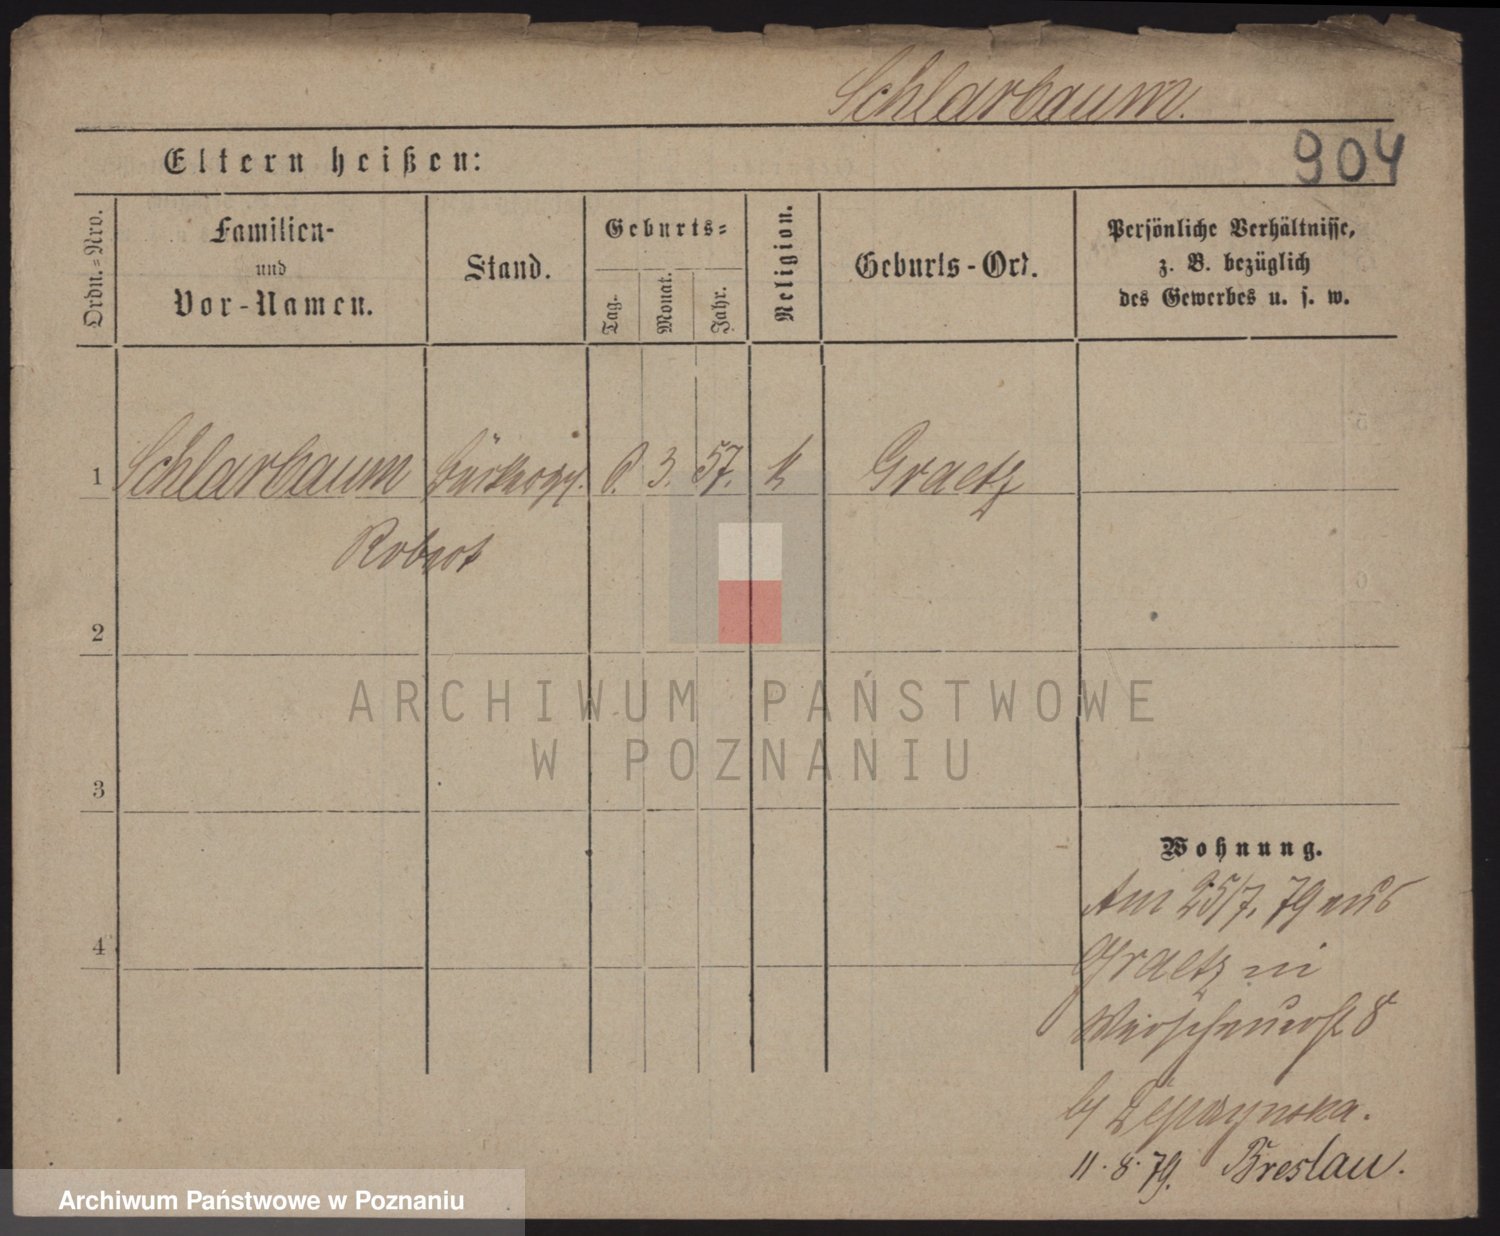 Schlarbaum.
904
Eltern heißen:
Ordn.-Nro.
Familien-
und
Vor-Namen.
Stand.
Geburts-
Tag.
Monat.
Jahr.
Religion.
Geburts-Ort.
Persönliche Verhältnisse,
z. B. bezüglich
des Gewerbes u. s. w.
1 Schlarbaum 3. 57. k Graetz
Robert
2
3
4
Wohnung.
Am 25/7. 79 aus
Graetz in
8
11.8.79. Breslau.
ARCHIWUM PAŃSTWOWE
W POZNANIU
Archiwum Państwowe w Poznaniu